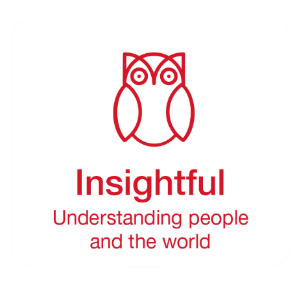 Insightful
Understanding people
and the world